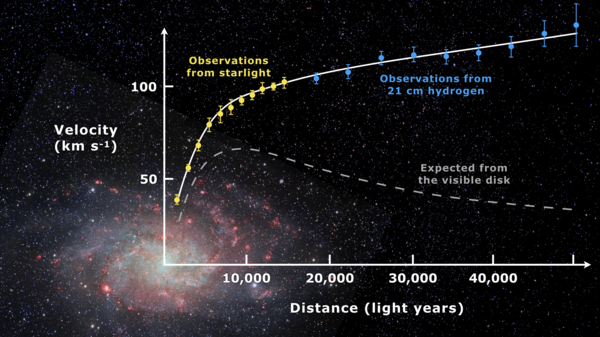 Observations
from starlight
100
Observations from
21 cm hydrogen
Velocity
(km s⁻¹)
Expected from
the visible disk
50
10,000
20,000
30,000
40,000
Distance (light years)